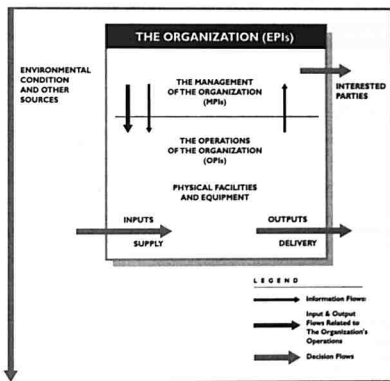 THE ORGANIZATION (EPIs)
ENVIRONMENTAL
CONDITION
AND OTHER
SOURCES
THE MANAGEMENT
OF THE ORGANIZATION
(MPIs)
INTERESTED
PARTIES
THE OPERATIONS
OF THE ORGANIZATION
(OPIs)
PHYSICAL FACILITIES
AND EQUIPMENT
INPUTS
OUTPUTS
SUPPLY
DELIVERY
LEGEND
Information Flows:
Input & Output
Flows Related to
The Organization's
Operations
Decision Flows